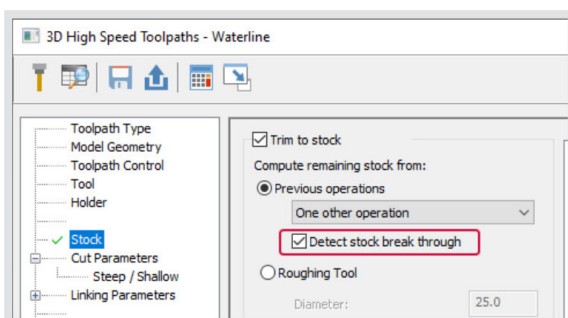 3D High Speed Toolpaths - Waterline
Toolpath Type
Model Geometry
Toolpath Control
Tool
Holder
Stock
Cut Parameters
Steep / Shallow
Linking Parameters
Trim to stock
Compute remaining stock from:
Previous operations
One other operation
Detect stock break through
Roughing Tool
Diameter:
25.0